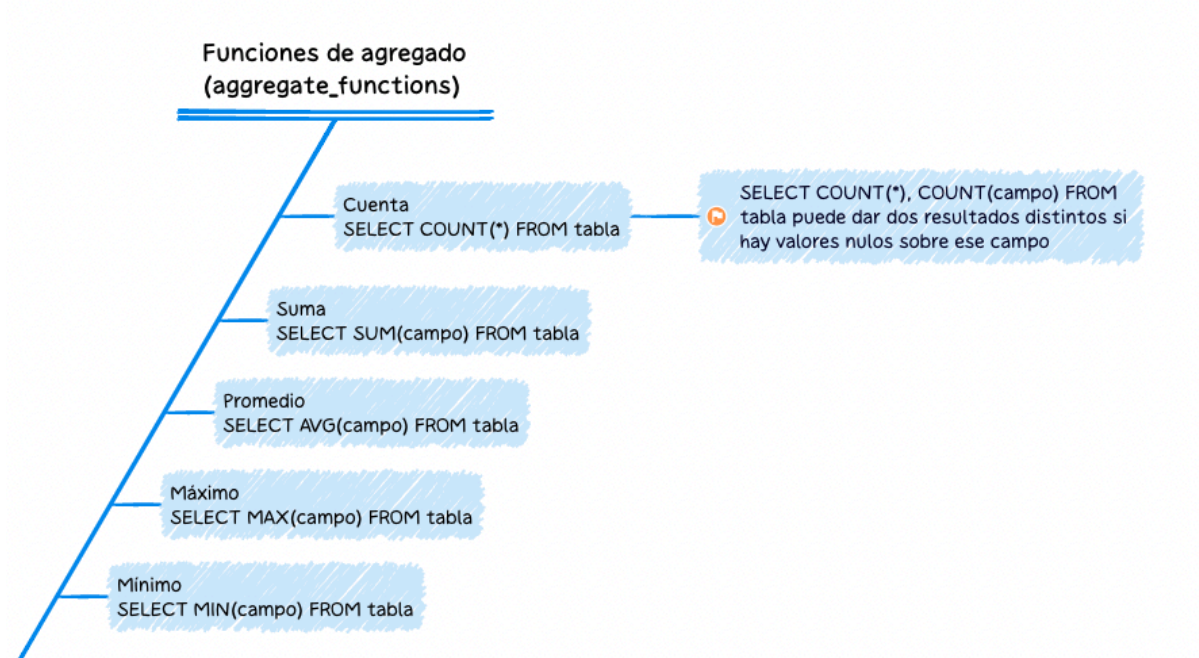 Funciones de agregado
(aggregate_functions)
Cuenta
SELECT COUNT(*) FROM tabla
SELECT COUNT(*), COUNT(campo) FROM
tabla puede dar dos resultados distintos si
hay valores nulos sobre ese campo
Suma
SELECT SUM(campo) FROM tabla
Promedio
SELECT AVG(campo) FROM tabla
Máximo
SELECT MAX(campo) FROM tabla
Mínimo
SELECT MIN(campo) FROM tabla